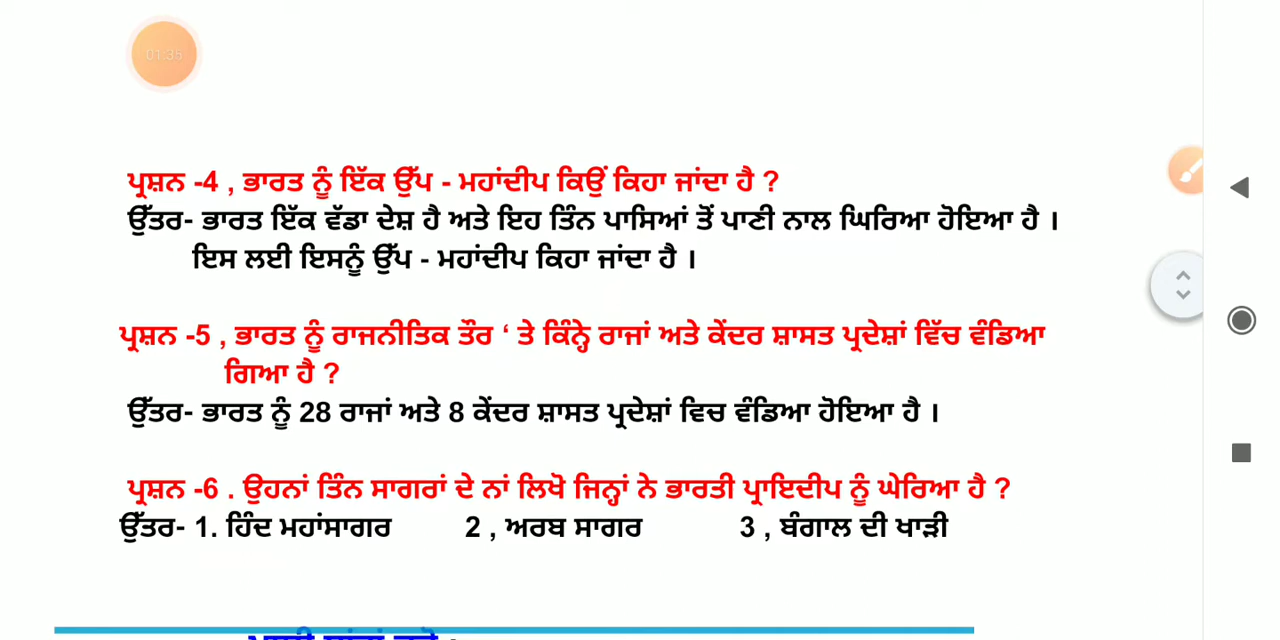 01:35
ਪ੍ਰਸ਼ਨ -4 , ਭਾਰਤ ਨੂੰ ਇੱਕ ਉੱਪ - ਮਹਾਂਦੀਪ ਕਿਉਂ ਕਿਹਾ ਜਾਂਦਾ ਹੈ ?
ਉੱਤਰ- ਭਾਰਤ ਇੱਕ ਵੱਡਾ ਦੇਸ਼ ਹੈ ਅਤੇ ਇਹ ਤਿੰਨ ਪਾਸਿਆਂ ਤੋਂ ਪਾਣੀ ਨਾਲ ਘਿਰਿਆ ਹੋਇਆ ਹੈ ।
ਇਸ ਲਈ ਇਸਨੂੰ ਉੱਪ - ਮਹਾਂਦੀਪ ਕਿਹਾ ਜਾਂਦਾ ਹੈ ।
ਪ੍ਰਸ਼ਨ -5 , ਭਾਰਤ ਨੂੰ ਰਾਜਨੀਤਿਕ ਤੌਰ ‘ ਤੇ ਕਿੰਨ੍ਹੇ ਰਾਜਾਂ ਅਤੇ ਕੇਂਦਰ ਸ਼ਾਸਤ ਪ੍ਰਦੇਸ਼ਾਂ ਵਿੱਚ ਵੰਡਿਆ
ਗਿਆ ਹੈ ?
ਉੱਤਰ- ਭਾਰਤ ਨੂੰ 28 ਰਾਜਾਂ ਅਤੇ 8 ਕੇਂਦਰ ਸ਼ਾਸਤ ਪ੍ਰਦੇਸ਼ਾਂ ਵਿਚ ਵੰਡਿਆ ਹੋਇਆ ਹੈ ।
ਪ੍ਰਸ਼ਨ -6 . ਉਹਨਾਂ ਤਿੰਨ ਸਾਗਰਾਂ ਦੇ ਨਾਂ ਲਿਖੋ ਜਿਨ੍ਹਾਂ ਨੇ ਭਾਰਤੀ ਪ੍ਰਾਇਦੀਪ ਨੂੰ ਘੇਰਿਆ ਹੈ ?
ਉੱਤਰ- 1. ਹਿੰਦ ਮਹਾਂਸਾਗਰ 2 , ਅਰਬ ਸਾਗਰ 3 , ਬੰਗਾਲ ਦੀ ਖਾੜੀ